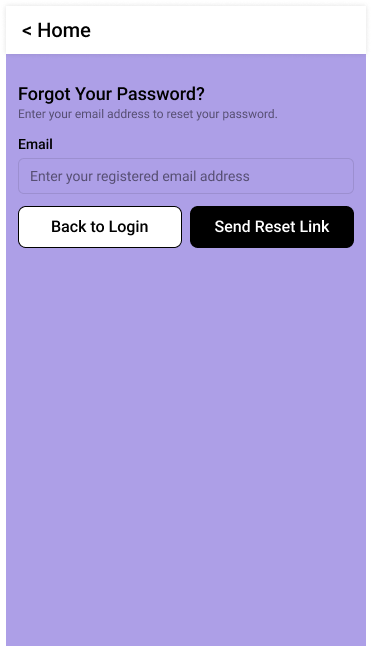 < Home
Forgot Your Password?
Enter your email address to reset your password.
Email
Enter your registered email address
Back to Login
Send Reset Link